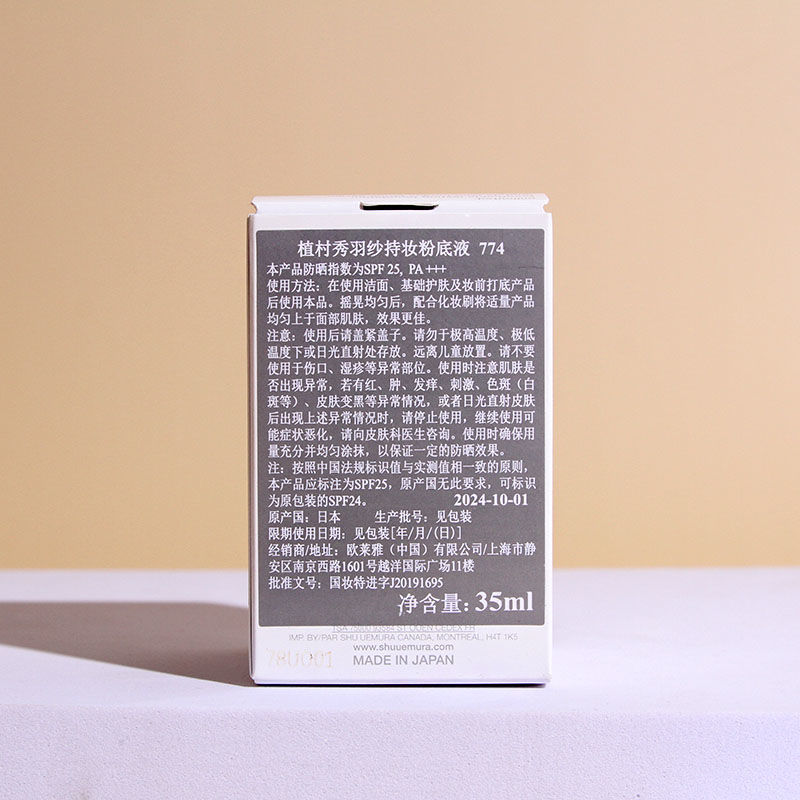 植村秀羽纱持妆粉底液 774
本产品防晒指数为SPF 25, PA +++
使用方法：在使用洁面、基础护肤及妆前打底产品
后使用本品。摇晃均匀后，配合化妆刷将适量产品
均匀上于面部肌肤，效果更佳。
注意：使用后请盖紧盖子。请勿于极高温度、极低
温度下或日光直射处存放。远离儿童放置。请不要
使用于伤口、湿疹等异常部位。使用时注意肌肤是
否出现异常，若有红、肿、发痒、刺激、色斑（白
斑等）、皮肤变黑等异常情况，或者日光直射皮肤
后出现上述异常情况时，请停止使用，继续使用可
能症状恶化，请向皮肤科医生咨询。使用时确保用
量充分并均匀涂抹，以保证一定的防晒效果。
注：按照中国法规标识值与实测值相一致的原则，
本产品应标注为SPF25，原产国无此要求，可标识
为原包装的SPF24。 2024-10-01
原产国：日本 生产批号：见包装
限期使用日期：见包装[年/月/(日)]
经销商/地址：欧莱雅（中国）有限公司/上海市静
安区南京西路1601号越洋国际广场11楼
批准文号：国妆特进字J20191695
净含量：35ml
IMP. BY/PAR SHU UEMURA CANADA, MONTREAL, H4T 1K5
www.shuuemura.com
78U001 MADE IN JAPAN